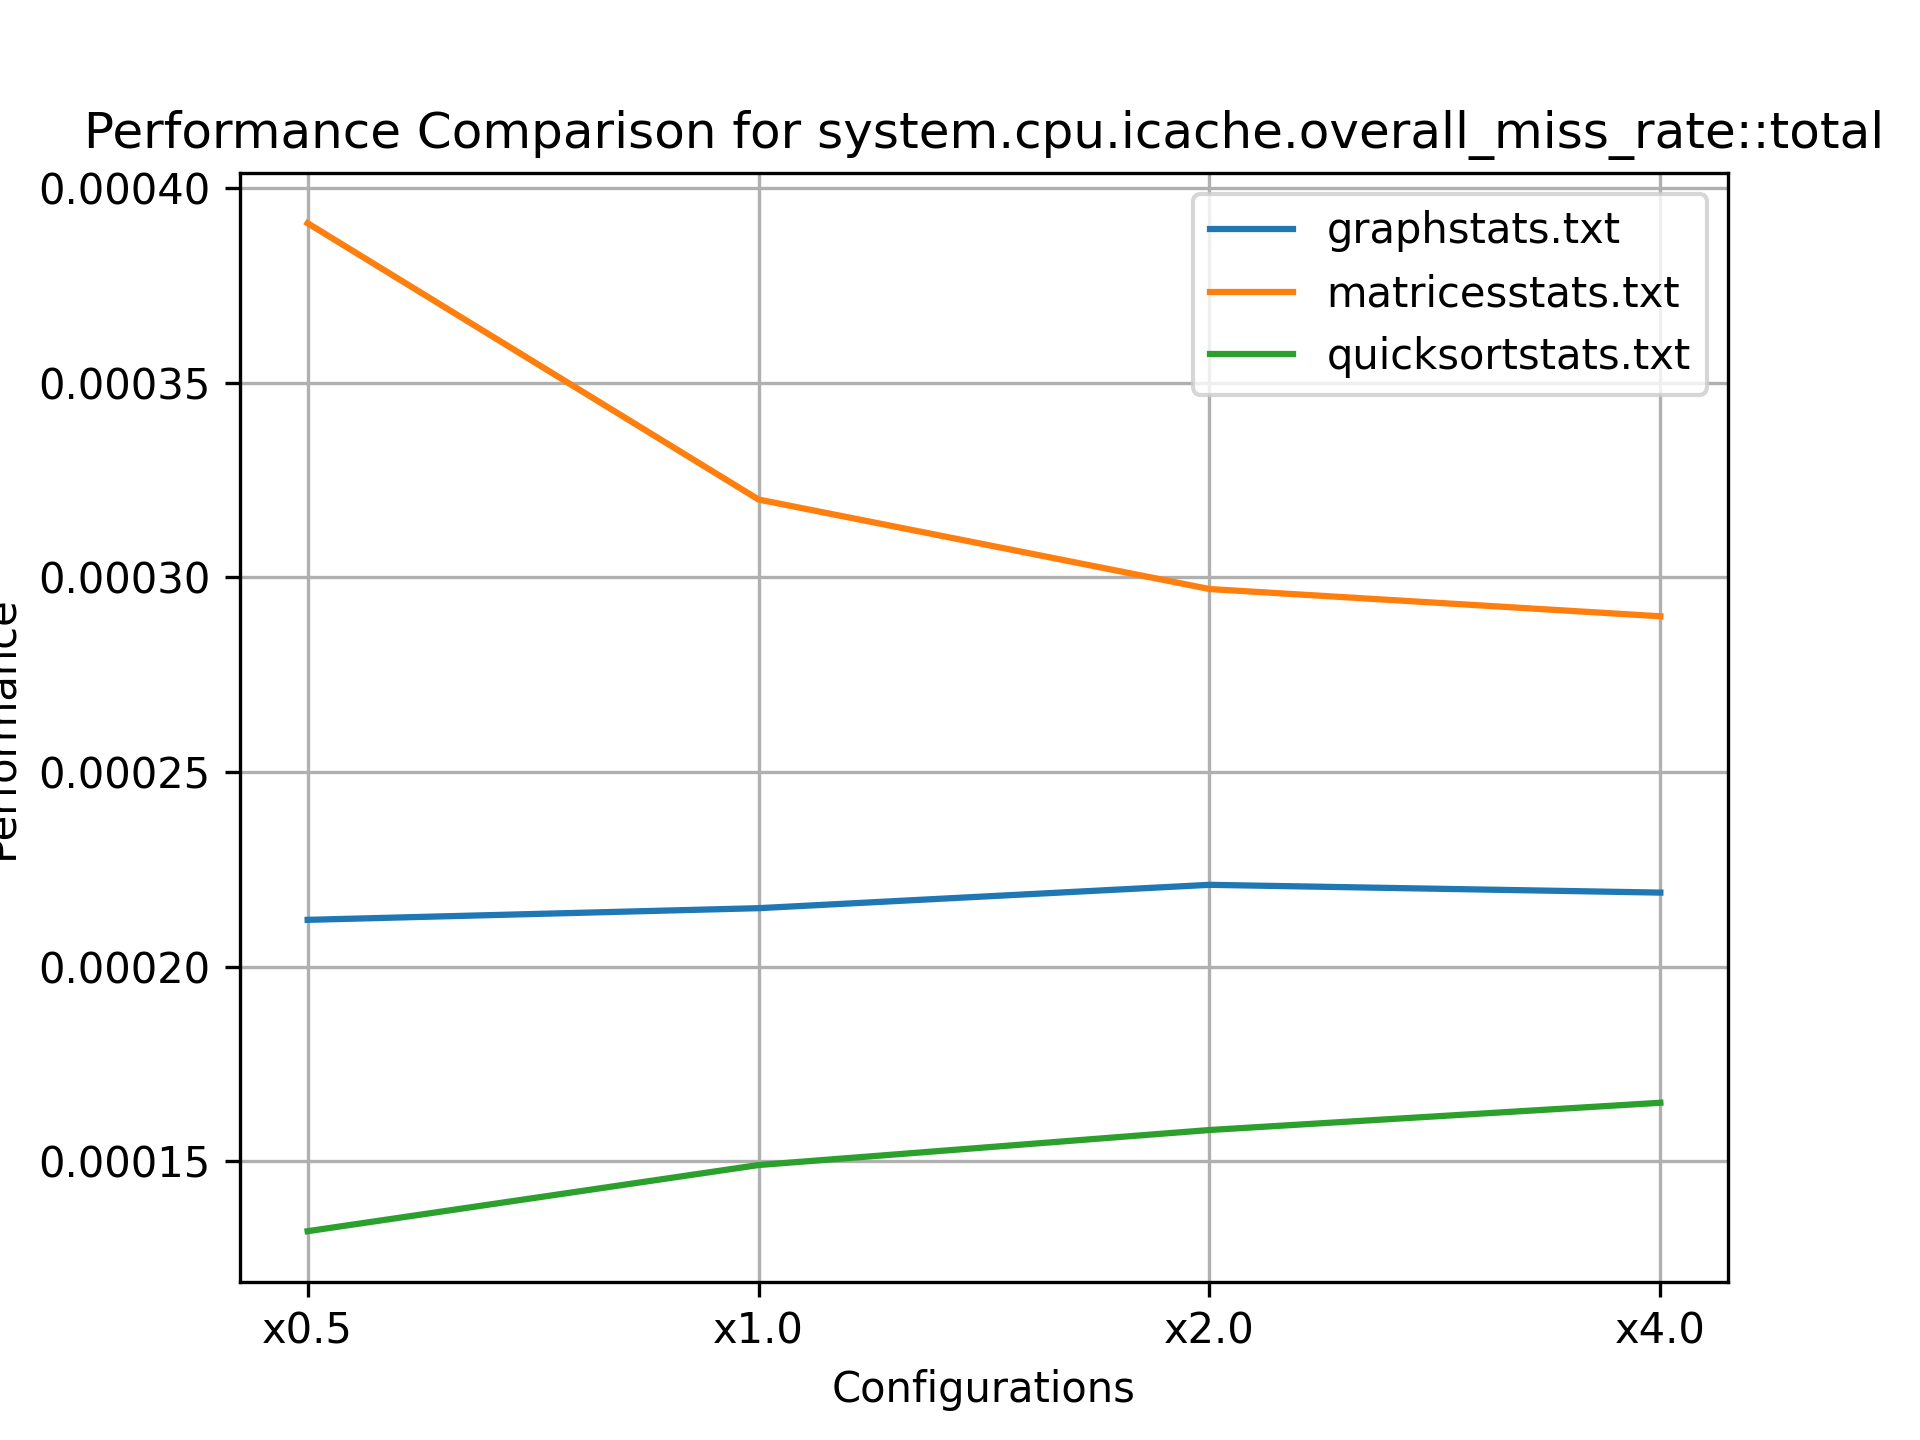 Performance Comparison for system.cpu.icache.overall_miss_rate::total
0.00040
0.00035
0.00030
0.00025
0.00020
0.00015
Performance
graphstats.txt
matricesstats.txt
quicksortstats.txt
x0.5 x1.0 x2.0 x4.0
Configurations